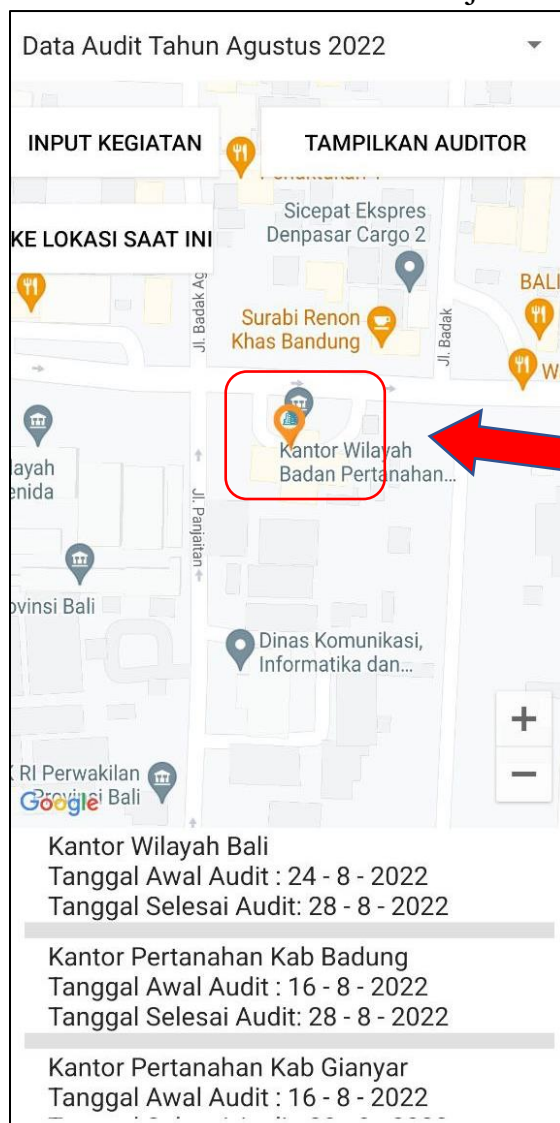 Data Audit Tahun Agustus 2022
INPUT KEGIATAN
TAMPILKAN AUDITOR
Sicepat Ekspres
Denpasar Cargo 2
KE LOKASI SAAT INI
BALI
Jl. Badak Ag
Surabi Renon
Khas Bandung
Jl. Badak
W
Kantor Wilayah
Badan Pertanahan...
layah
enida
Jl. Panjaitan
ovinsi Bali
Dinas Komunikasi,
Informatika dan...
+
−
RI Perwakilan
Provinsi Bali
Google
Kantor Wilayah Bali
Tanggal Awal Audit : 24 - 8 - 2022
Tanggal Selesai Audit: 28 - 8 - 2022
Kantor Pertanahan Kab Badung
Tanggal Awal Audit : 16 - 8 - 2022
Tanggal Selesai Audit: 28 - 8 - 2022
Kantor Pertanahan Kab Gianyar
Tanggal Awal Audit : 16 - 8 - 2022